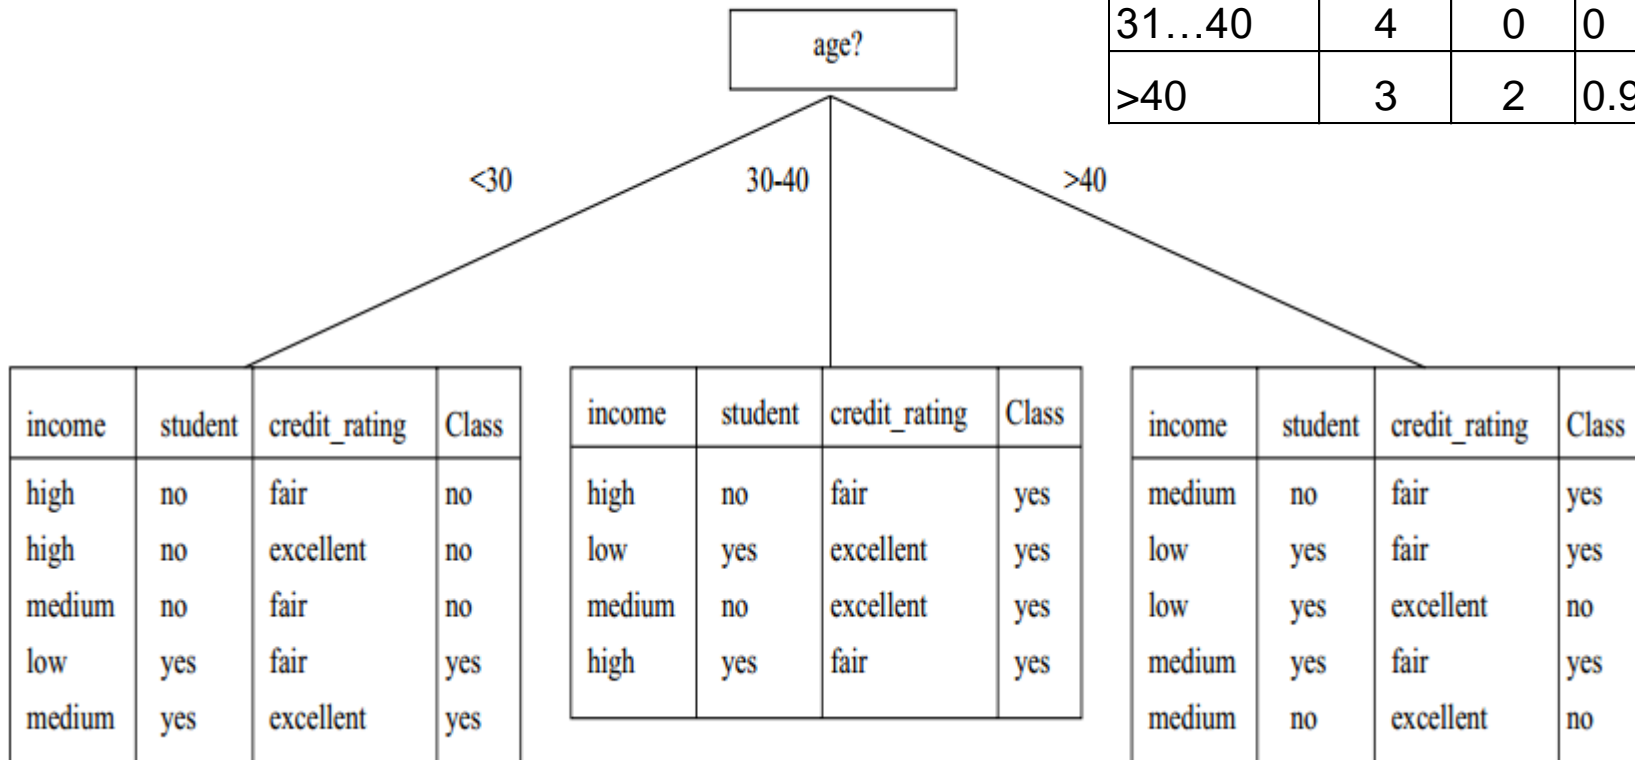 31…40 4 0 0
>40 3 2 0.9
age?
<30 30-40 >40
income student credit_rating Class
high no fair no
high no excellent no
medium no fair no
low yes fair yes
medium yes excellent yes
income student credit_rating Class
high no fair yes
low yes excellent yes
medium no excellent yes
high yes fair yes
income student credit_rating Class
medium no fair yes
low yes fair yes
low yes excellent no
medium yes fair yes
medium no excellent no